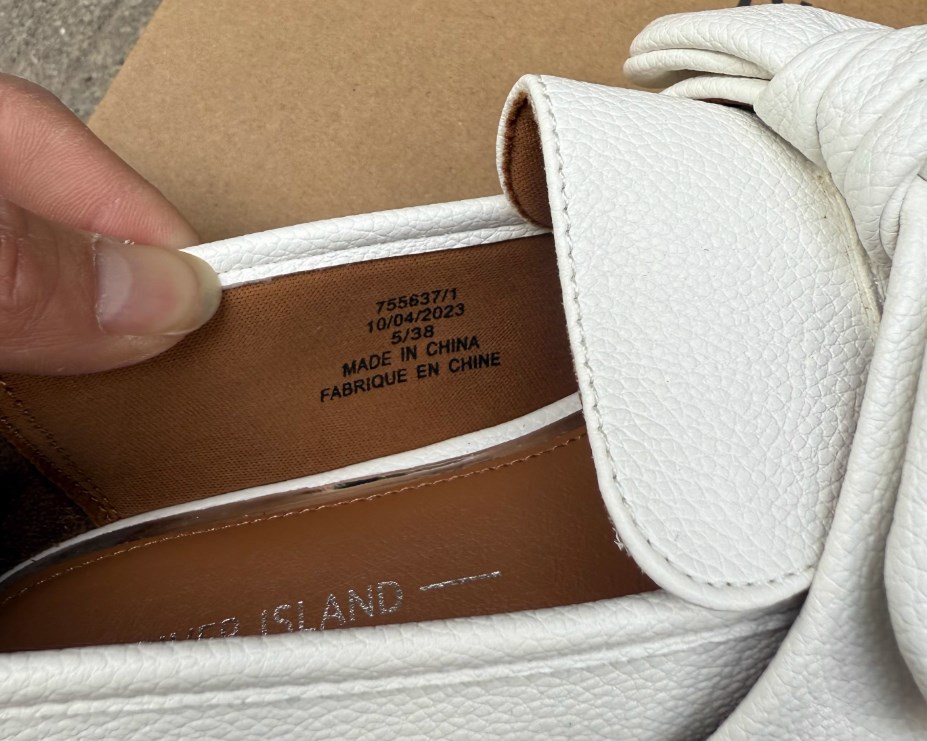 755637/1
10/04/2023
5/38
MADE IN CHINA
FABRIQUE EN CHINE
ISLAND